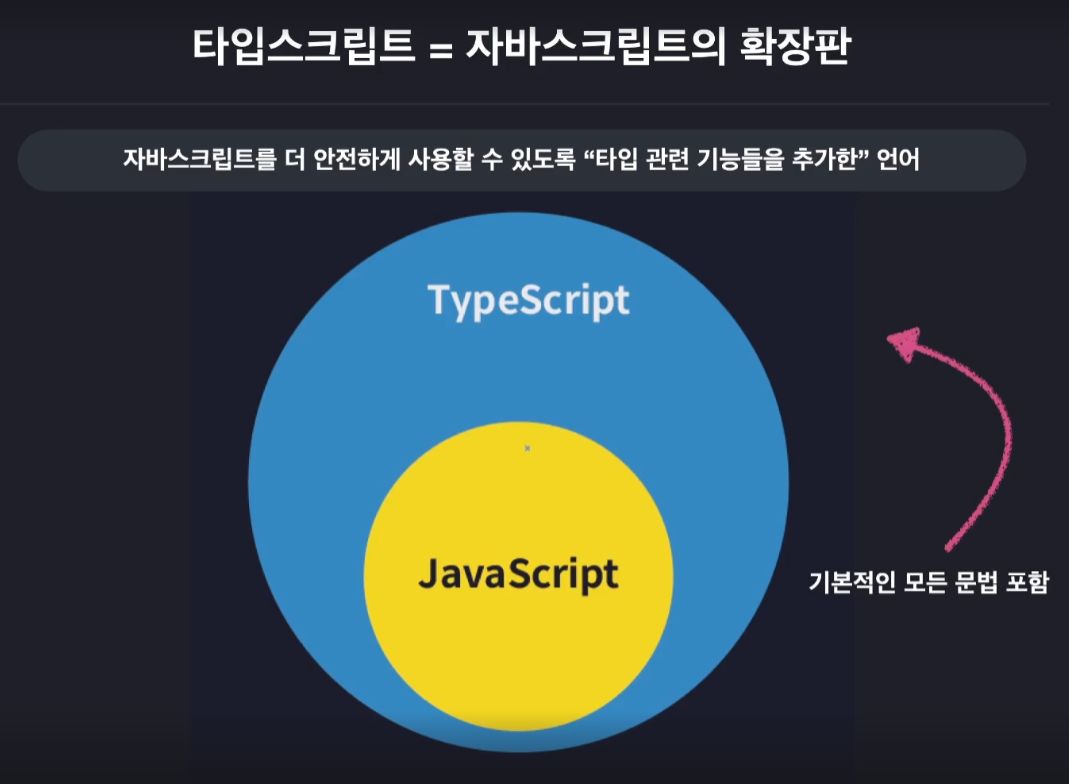 타입스크립트 = 자바스크립트의 확장판
자바스크립트를 더 안전하게 사용할 수 있도록 “타입 관련 기능들을 추가한” 언어
TypeScript
JavaScript
기본적인 모든 문법 포함